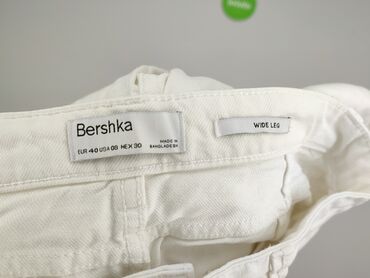 Bershka
EUR 40 USA 08 MEX 30
MADE IN
BANGLADESH
WIDE LEG